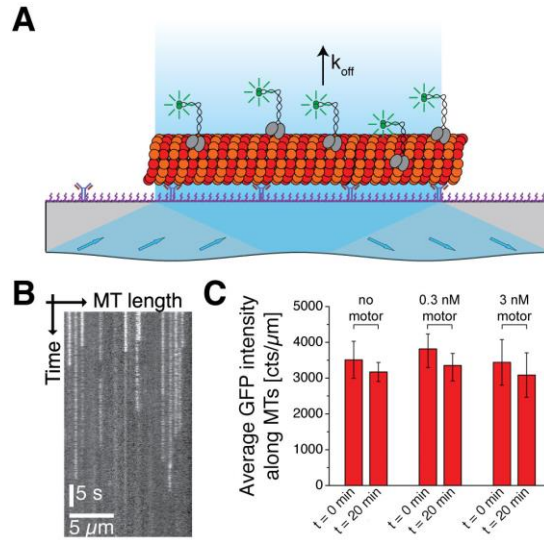 A
k_off
B
MT length
Time
5 s
5 µm
C
Average GFP intensity
along MTs [cts/µm]
no
motor
0.3 nM
motor
3 nM
motor
5000
4000
3000
2000
1000
0
t = 0 min
t = 20 min
t = 0 min
t = 20 min
t = 0 min
t = 20 min